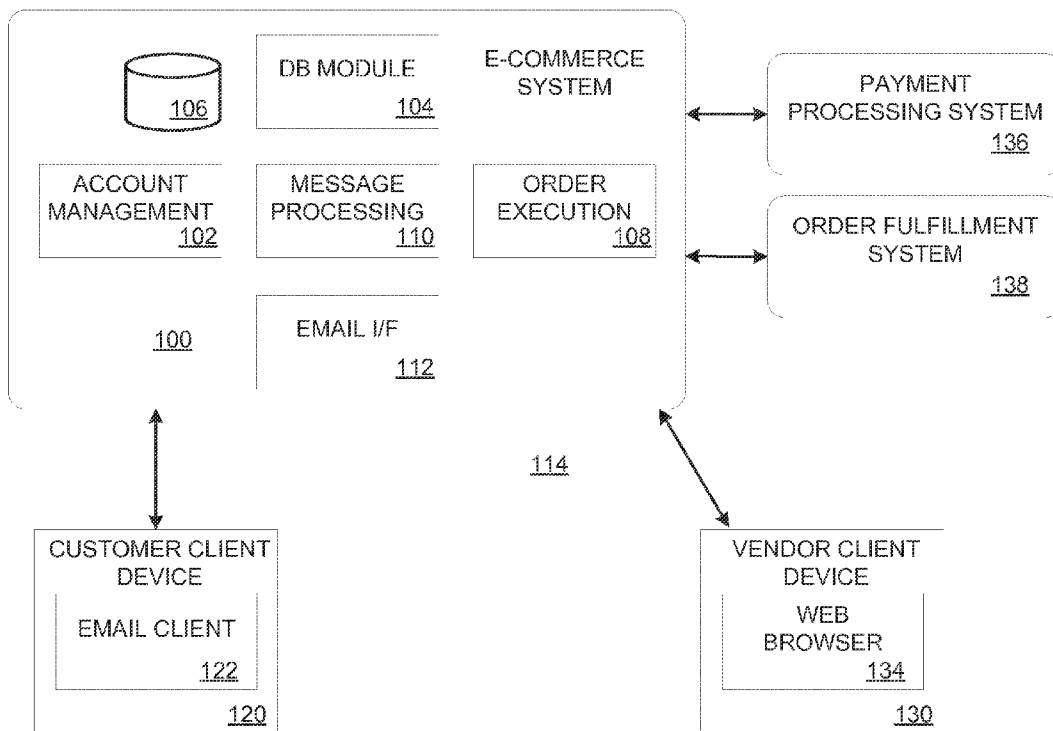 DB MODULE
104
106
E-COMMERCE
SYSTEM
PAYMENT
PROCESSING SYSTEM
136
ACCOUNT
MANAGEMENT
102
MESSAGE
PROCESSING
110
ORDER
EXECUTION
108
ORDER FULFILLMENT
SYSTEM
138
100
EMAIL I/F
112
114
CUSTOMER CLIENT
DEVICE
EMAIL CLIENT
122
120
VENDOR CLIENT
DEVICE
WEB
BROWSER
134
130